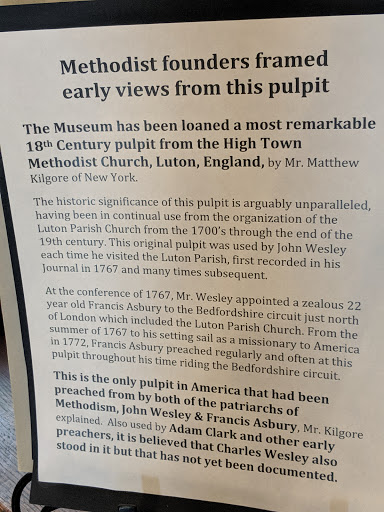 Methodist founders framed
early views from this pulpit
The Museum has been loaned a most remarkable
18th Century pulpit from the High Town
Methodist Church, Luton, England, by Mr. Matthew
Kilgore of New York.
The historic significance of this pulpit is arguably unparalleled,
having been in continual use from the organization of the
Luton Parish Church from the 1700's through the end of the
19th century. This original pulpit was used by John Wesley
each time he visited the Luton Parish, first recorded in his
Journal in 1767 and many times subsequent.
At the conference of 1767, Mr. Wesley appointed a zealous 22
year old Francis Asbury to the Bedfordshire circuit just north
of London which included the Luton Parish Church. From the
summer of 1767 to his setting sail as a missionary to America
in 1772, Francis Asbury preached regularly and often at this
pulpit throughout his time riding the Bedfordshire circuit.
This is the only pulpit in America that had been
preached from by both of the patriarchs of
Methodism, John Wesley & Francis Asbury, Mr. Kilgore
explained. Also used by Adam Clark and other early
preachers, it is believed that Charles Wesley also
stood in it but that has not yet been documented.